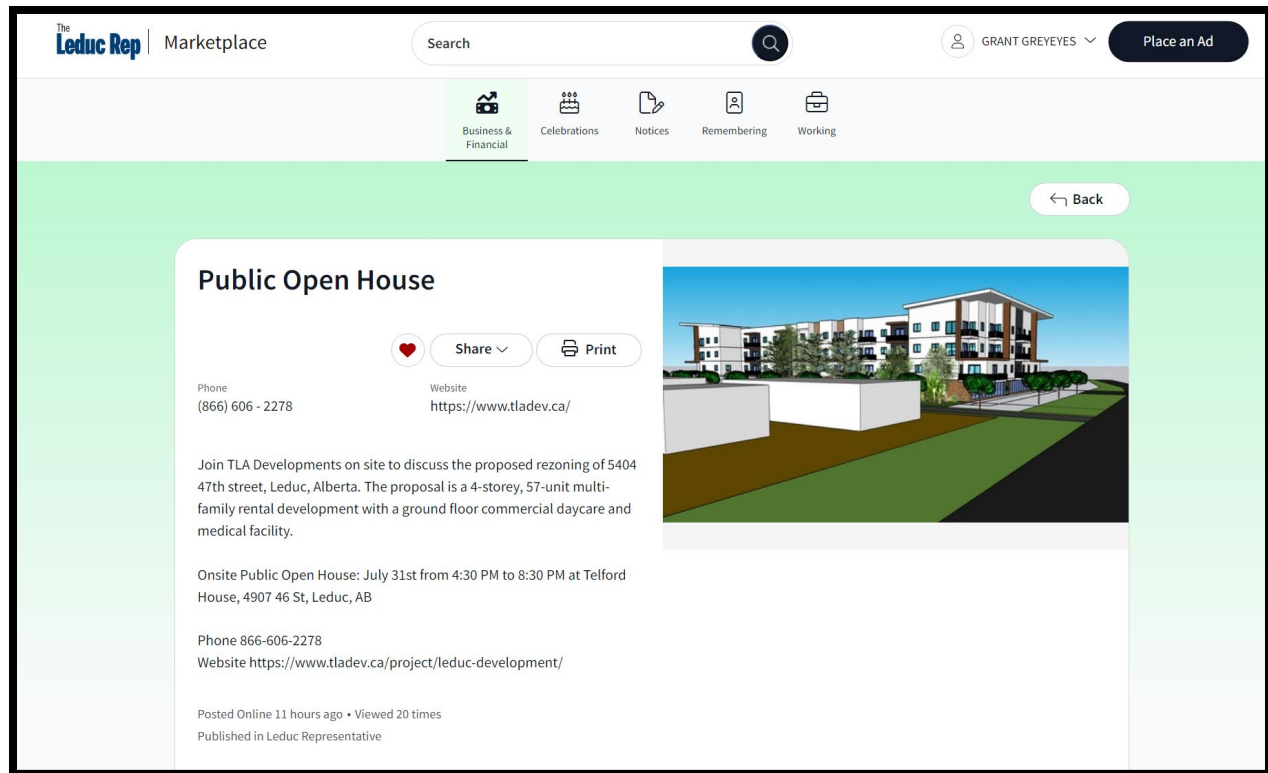 The
Leduc Rep
Marketplace
Search
GRANT GREYEYES
Place an Ad
Business &
Financial
Celebrations
Notices
Remembering
Working
Back
Public Open House
Share
Print
Phone
(866) 606 - 2278
Website
https://www.tladev.ca/
Join TLA Developments on site to discuss the proposed rezoning of 5404
47th street, Leduc, Alberta. The proposal is a 4-storey, 57-unit multi-
family rental development with a ground floor commercial daycare and
medical facility.
Onsite Public Open House: July 31st from 4:30 PM to 8:30 PM at Telford
House, 4907 46 St, Leduc, AB
Phone 866-606-2278
Website https://www.tladev.ca/project/leduc-development/
Posted Online 11 hours ago • Viewed 20 times
Published in Leduc Representative